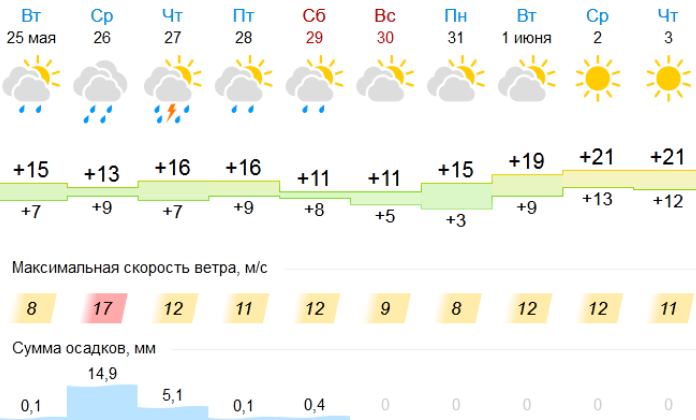 Вт Ср Чт Пт Сб Вс Пн Вт Ср Чт
25 мая 26 27 28 29 30 31 1 июня 2 3
+15 +13 +16 +16 +11 +11 +15 +19 +21 +21
+7 +9 +7 +9 +8 +5 +3 +9 +13 +12
Максимальная скорость ветра, м/с
8 17 12 11 12 9 8 12 12 11
Сумма осадков, мм
0,1 14,9 5,1 0,1 0,4 0 0 0 0 0